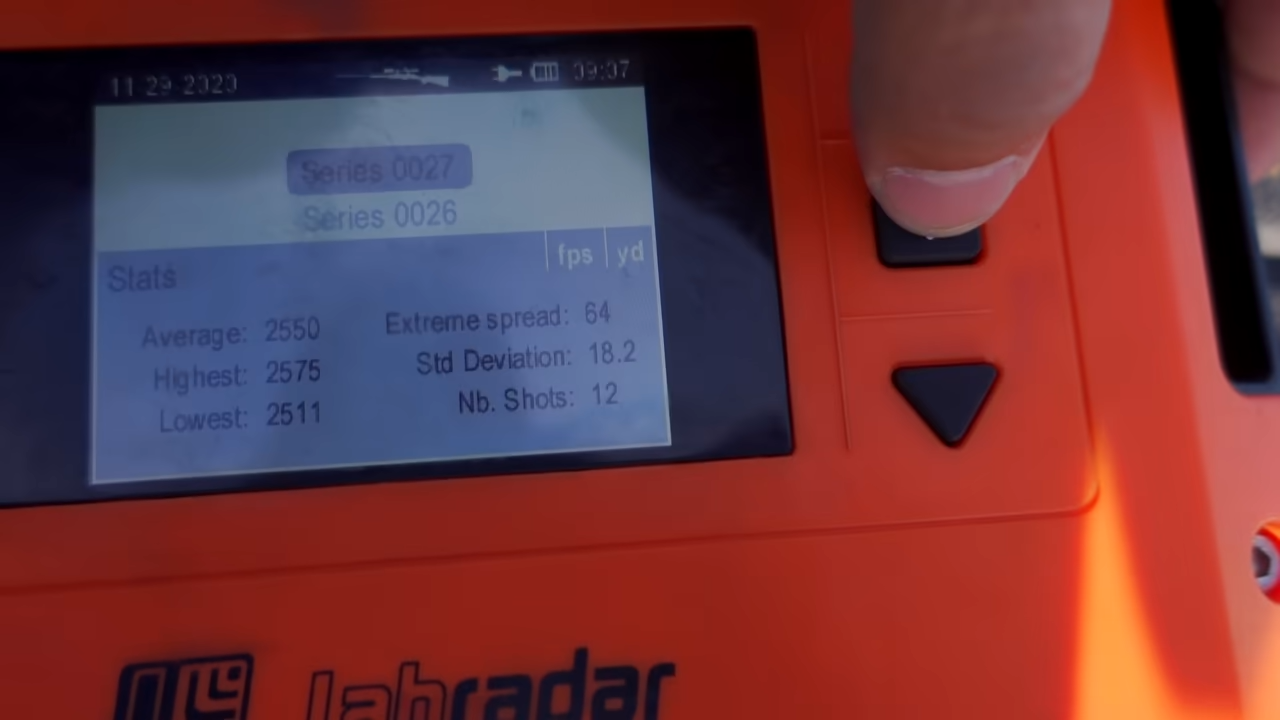 11-29-2020 09:07
Series 0027
Series 0026
Stats fps yd
Average: 2550 Extreme spread: 64
Highest: 2575 Std Deviation: 18.2
Lowest: 2511 Nb. Shots: 12
labradar